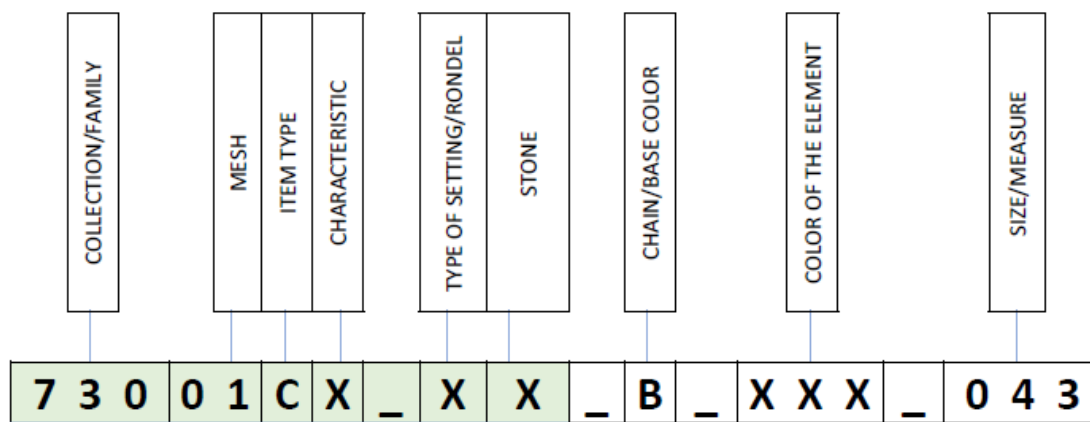 COLLECTION/FAMILY
MESH
ITEM TYPE
CHARACTERISTIC
TYPE OF SETTING/RONDEL
STONE
CHAIN/BASE COLOR
COLOR OF THE ELEMENT
SIZE/MEASURE
7 3 0 0 1 C X _ X X _ B _ X X X _ 0 4 3